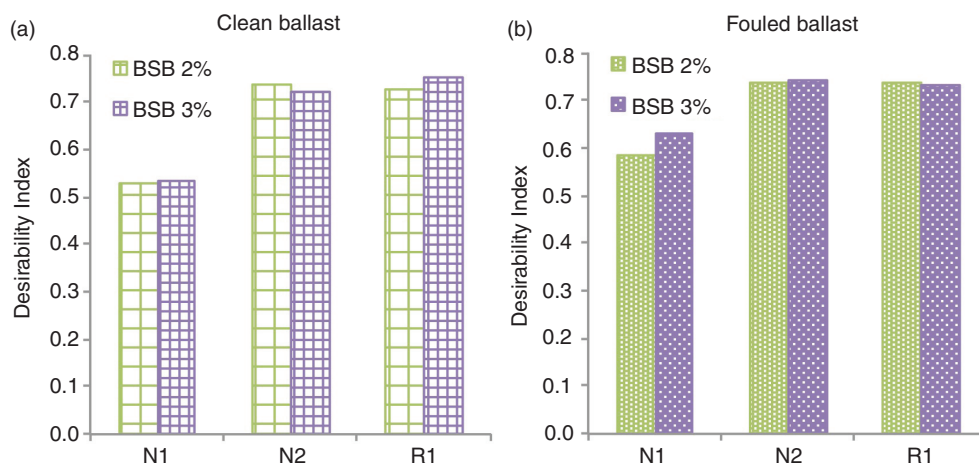 (a)
Clean ballast
0.8
0.7
0.6
0.5
0.4
0.3
0.2
0.1
0.0
Desirability Index
BSB 2%
BSB 3%
N1
N2
R1
(b)
Fouled ballast
0.8
0.7
0.6
0.5
0.4
0.3
0.2
0.1
0.0
Desirability Index
BSB 2%
BSB 3%
N1
N2
R1